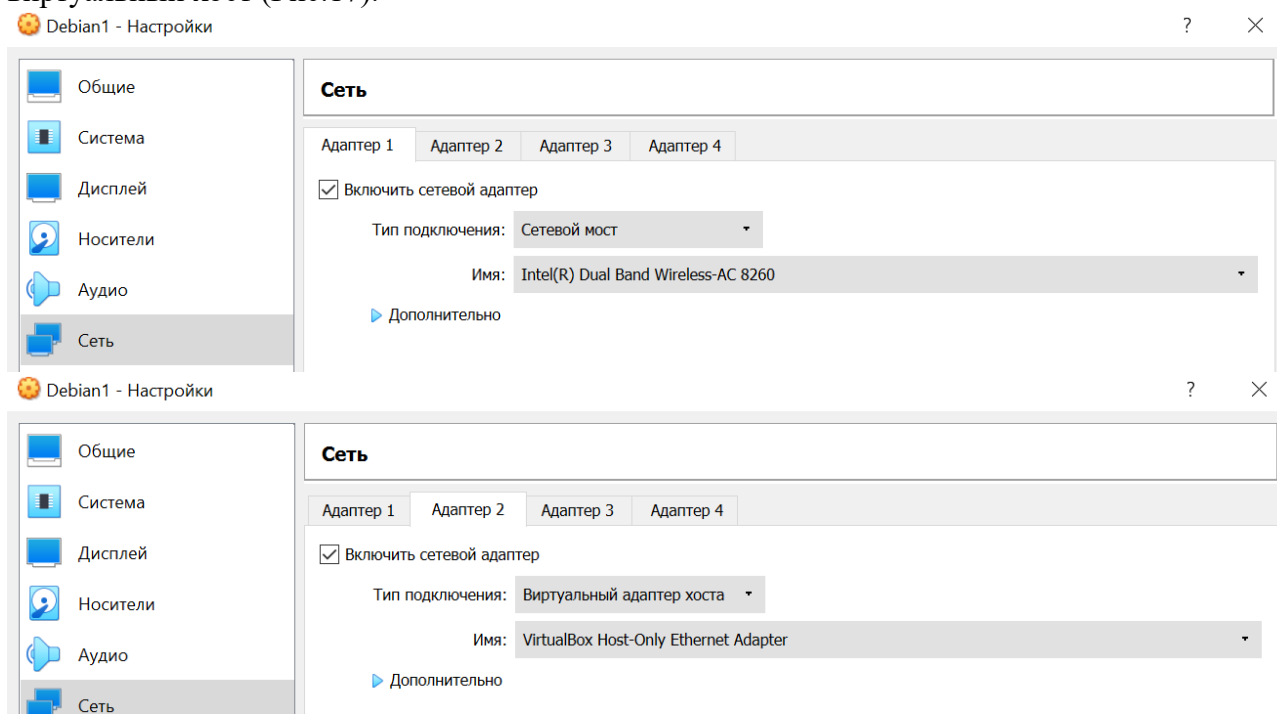 Debian1 - Настройки ?
Общие
Система
Дисплей
Носители
Аудио
Сеть
Сеть
Адаптер 1 Адаптер 2 Адаптер 3 Адаптер 4
Включить сетевой адаптер
Тип подключения: Сетевой мост
Имя: Intel(R) Dual Band Wireless-AC 8260
Дополнительно
Debian1 - Настройки ?
Общие
Система
Дисплей
Носители
Аудио
Сеть
Сеть
Адаптер 1 Адаптер 2 Адаптер 3 Адаптер 4
Включить сетевой адаптер
Тип подключения: Виртуальный адаптер хоста
Имя: VirtualBox Host-Only Ethernet Adapter
Дополнительно